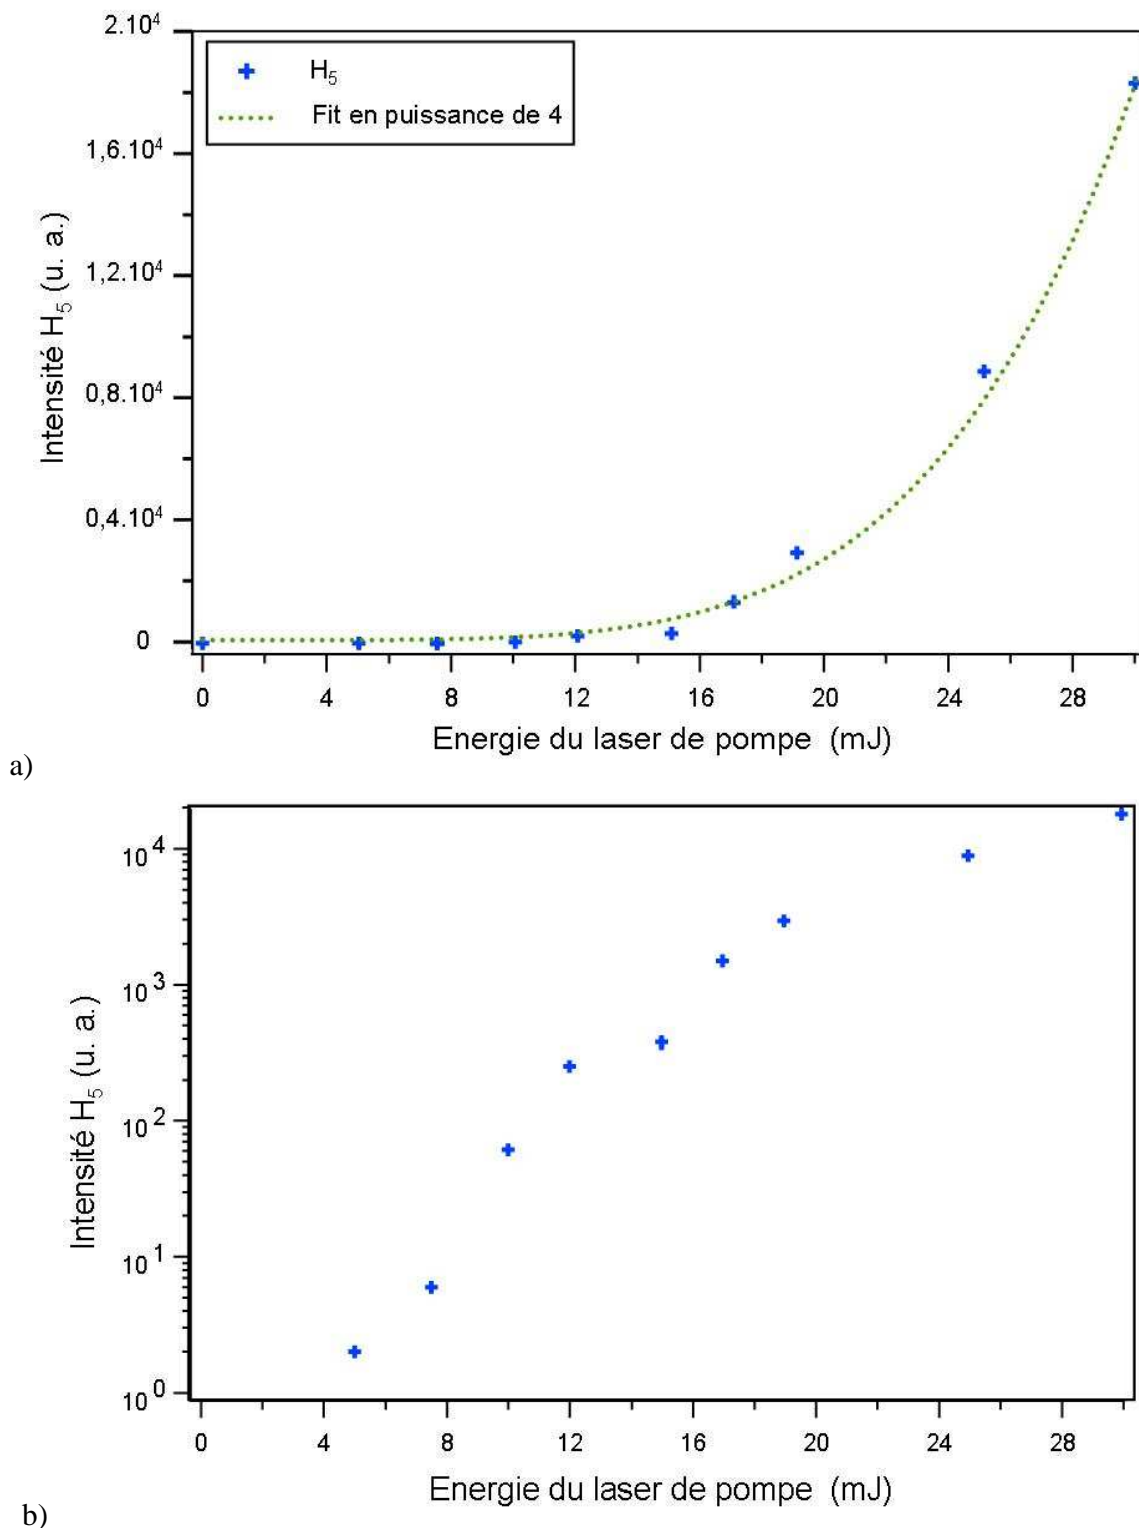 2.10⁴
H₅
Fit en puissance de 4
1,6.10⁴
1,2.10⁴
0,8.10⁴
0,4.10⁴
0
Intensité H₅ (u. a.)
0 4 8 12 16 20 24 28
Energie du laser de pompe (mJ)
a)
10⁴
10³
10²
10¹
10⁰
Intensité H₅ (u. a.)
0 4 8 12 16 20 24 28
Energie du laser de pompe (mJ)
b)